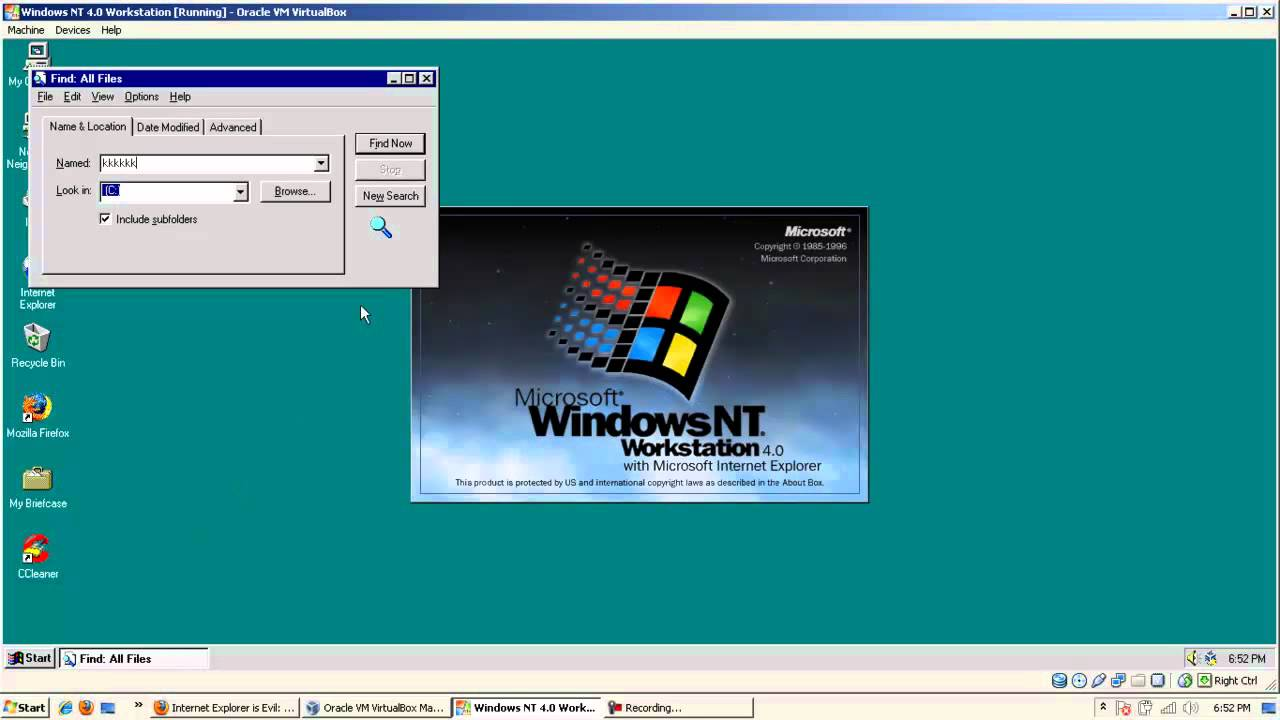 Windows NT 4.0 Workstation [Running] - Oracle VM VirtualBox
Machine Devices Help
Find: All Files
File Edit View Options Help
Name & Location Date Modified Advanced
Named: kkkkkk
Look in: (C:)
Browse...
Include subfolders
Find Now
Stop
New Search
Internet
Explorer
Recycle Bin
Mozilla Firefox
My Briefcase
CCleaner
Microsoft®
Copyright © 1985-1996
Microsoft Corporation
Microsoft®
Windows NT®
Workstation 4.0
with Microsoft Internet Explorer
This product is protected by US and international copyright laws as described in the About Box.
Start Find: All Files 6:52 PM
Right Ctrl
Start » Internet Explorer is Evil: ... Oracle VM VirtualBox Ma... Windows NT 4.0 Work... Recording... 6:52 PM